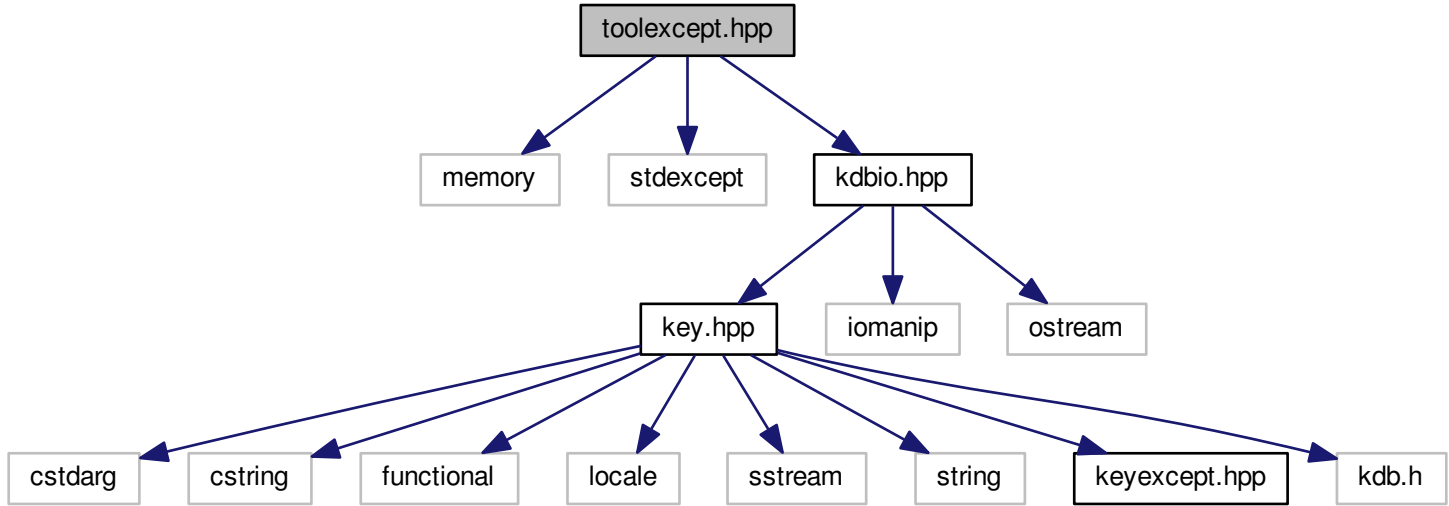 toolexcept.hpp
memory
stdexcept
kdbio.hpp
key.hpp
iomanip
ostream
cstdarg
cstring
functional
locale
sstream
string
keyexcept.hpp
kdb.h